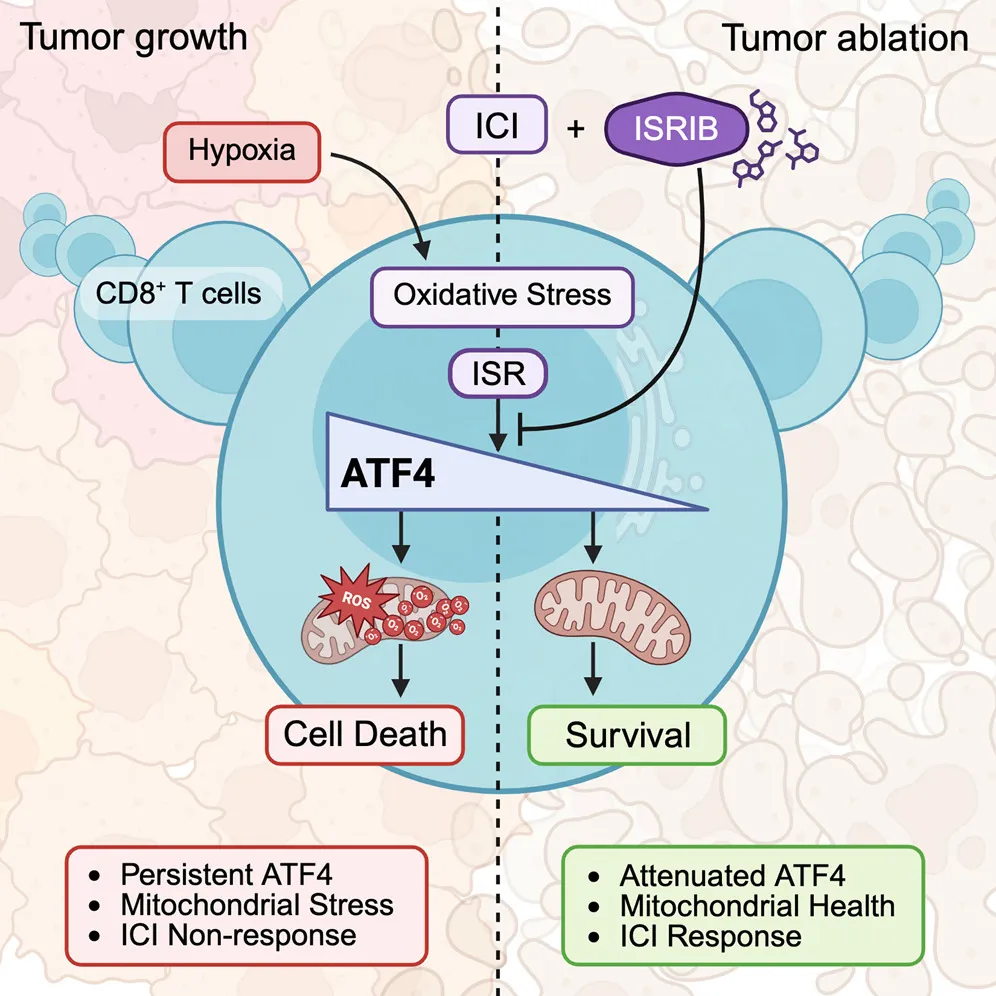 Tumor growth
Tumor ablation
ICI + ISRIB
Hypoxia
CD8⁺ T cells
Oxidative Stress
ISR
ATF4
ROS
Cell Death
Survival
• Persistent ATF4
• Mitochondrial Stress
• ICI Non-response
• Attenuated ATF4
• Mitochondrial Health
• ICI Response